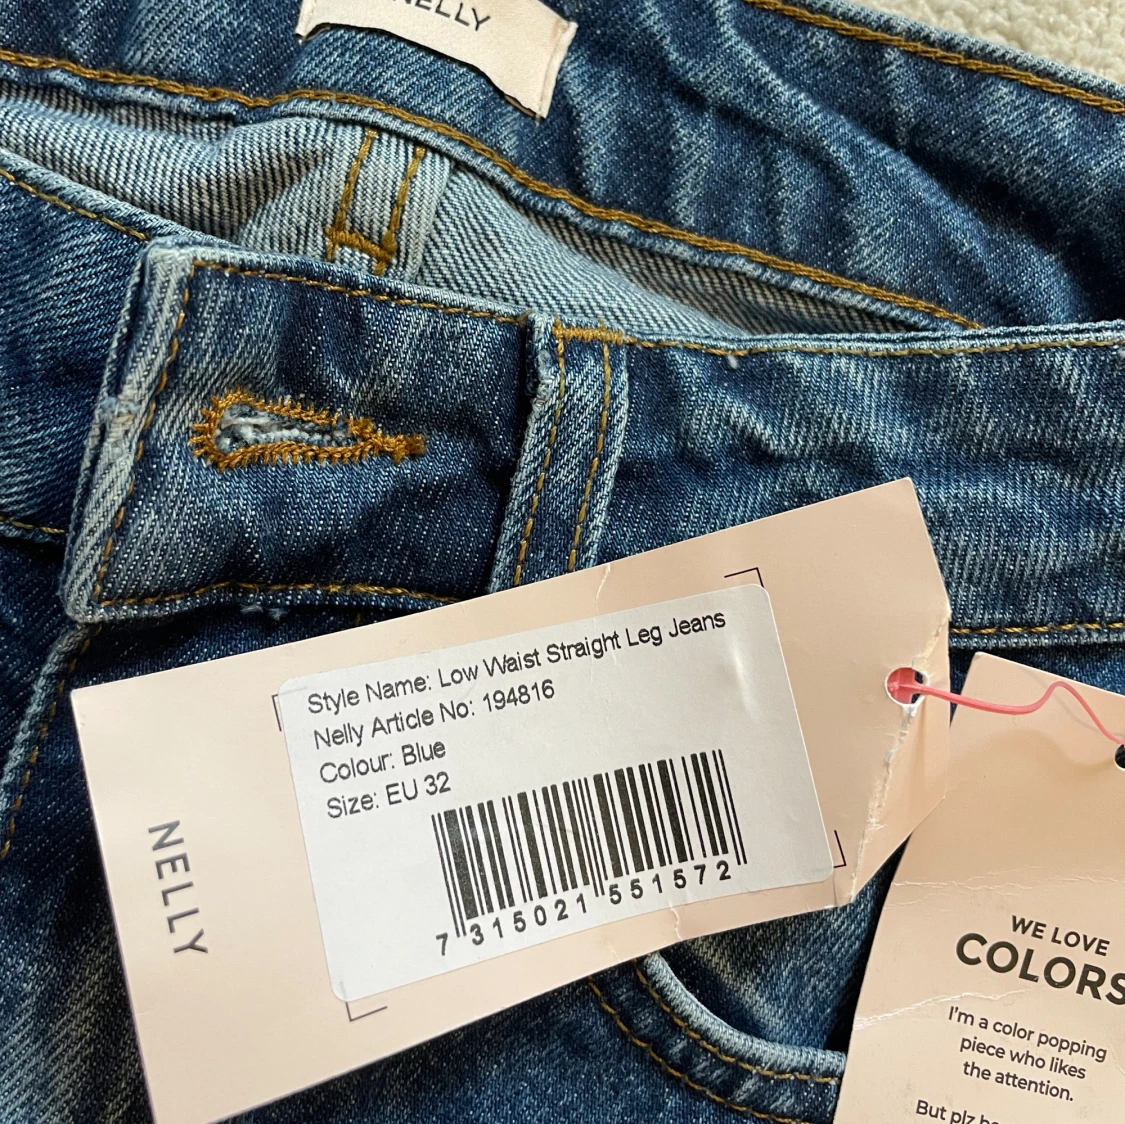 NELLY
Style Name: Low Waist Straight Leg Jeans
Nelly Article No: 194816
Colour: Blue
Size: EU 32
7 315021 551572
NELLY
WE LOVE
COLORS
I'm a color popping
piece who likes
the attention.
But plz